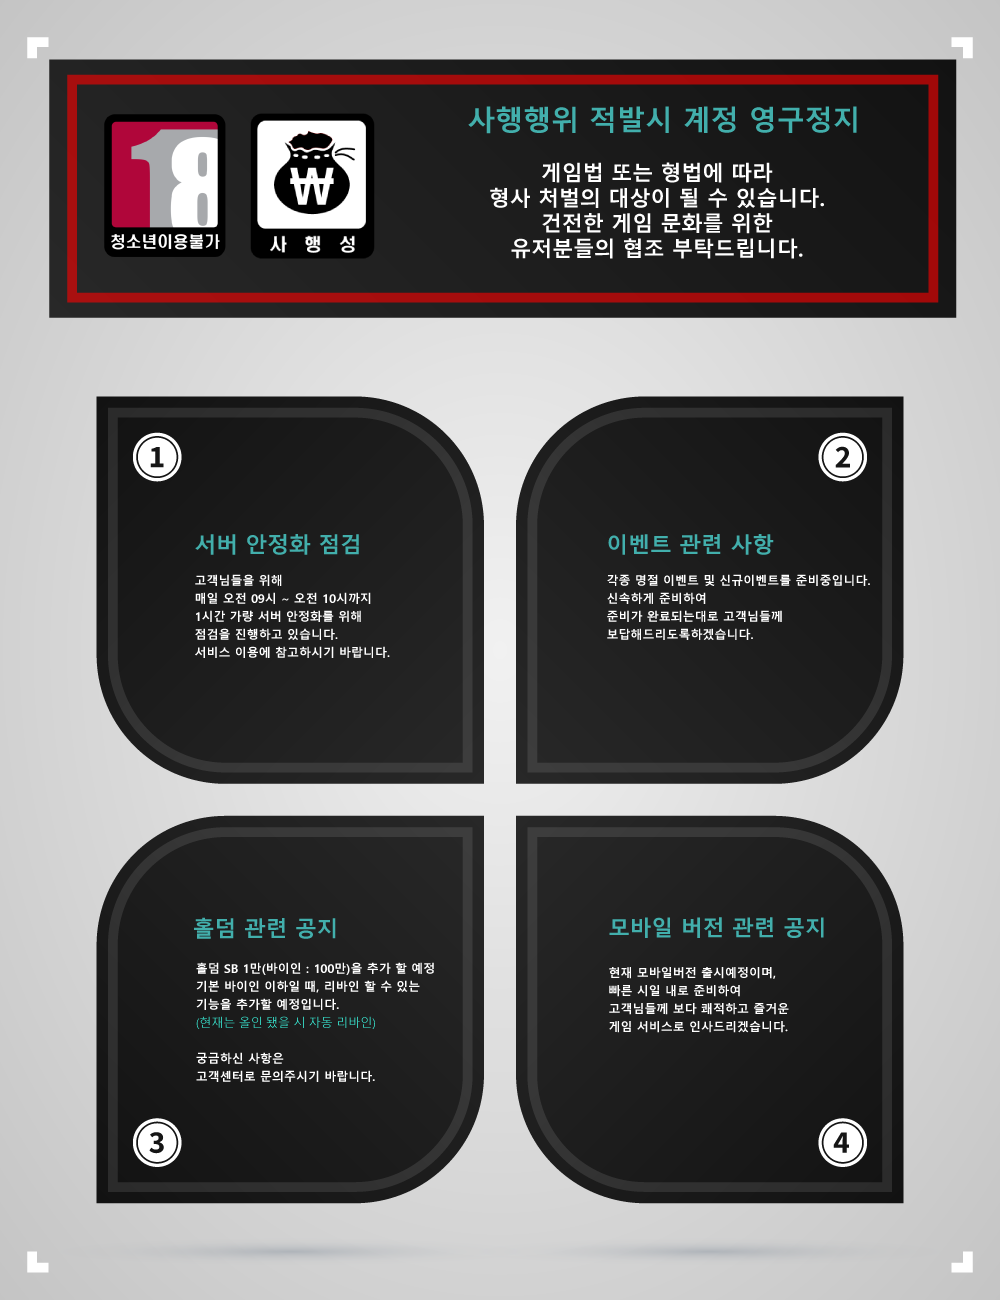 18
청소년이용불가
₩
사 행 성
사행행위 적발시 계정 영구정지
게임법 또는 형법에 따라
형사 처벌의 대상이 될 수 있습니다.
건전한 게임 문화를 위한
유저분들의 협조 부탁드립니다.
1
서버 안정화 점검
고객님들을 위해
매일 오전 09시 ~ 오전 10시까지
1시간 가량 서버 안정화를 위해
점검을 진행하고 있습니다.
서비스 이용에 참고하시기 바랍니다.
2
이벤트 관련 사항
각종 명절 이벤트 및 신규이벤트를 준비중입니다.
신속하게 준비하여
준비가 완료되는대로 고객님들께
보답해드리도록하겠습니다.
홀덤 관련 공지
홀덤 SB 1만(바이인 : 100만)을 추가 할 예정
기본 바이인 이하일 때, 리바인 할 수 있는
기능을 추가할 예정입니다.
(현재는 올인 됐을 시 자동 리바인)
궁금하신 사항은
고객센터로 문의주시기 바랍니다.
3
모바일 버전 관련 공지
현재 모바일버전 출시예정이며,
빠른 시일 내로 준비하여
고객님들께 보다 쾌적하고 즐거운
게임 서비스로 인사드리겠습니다.
4